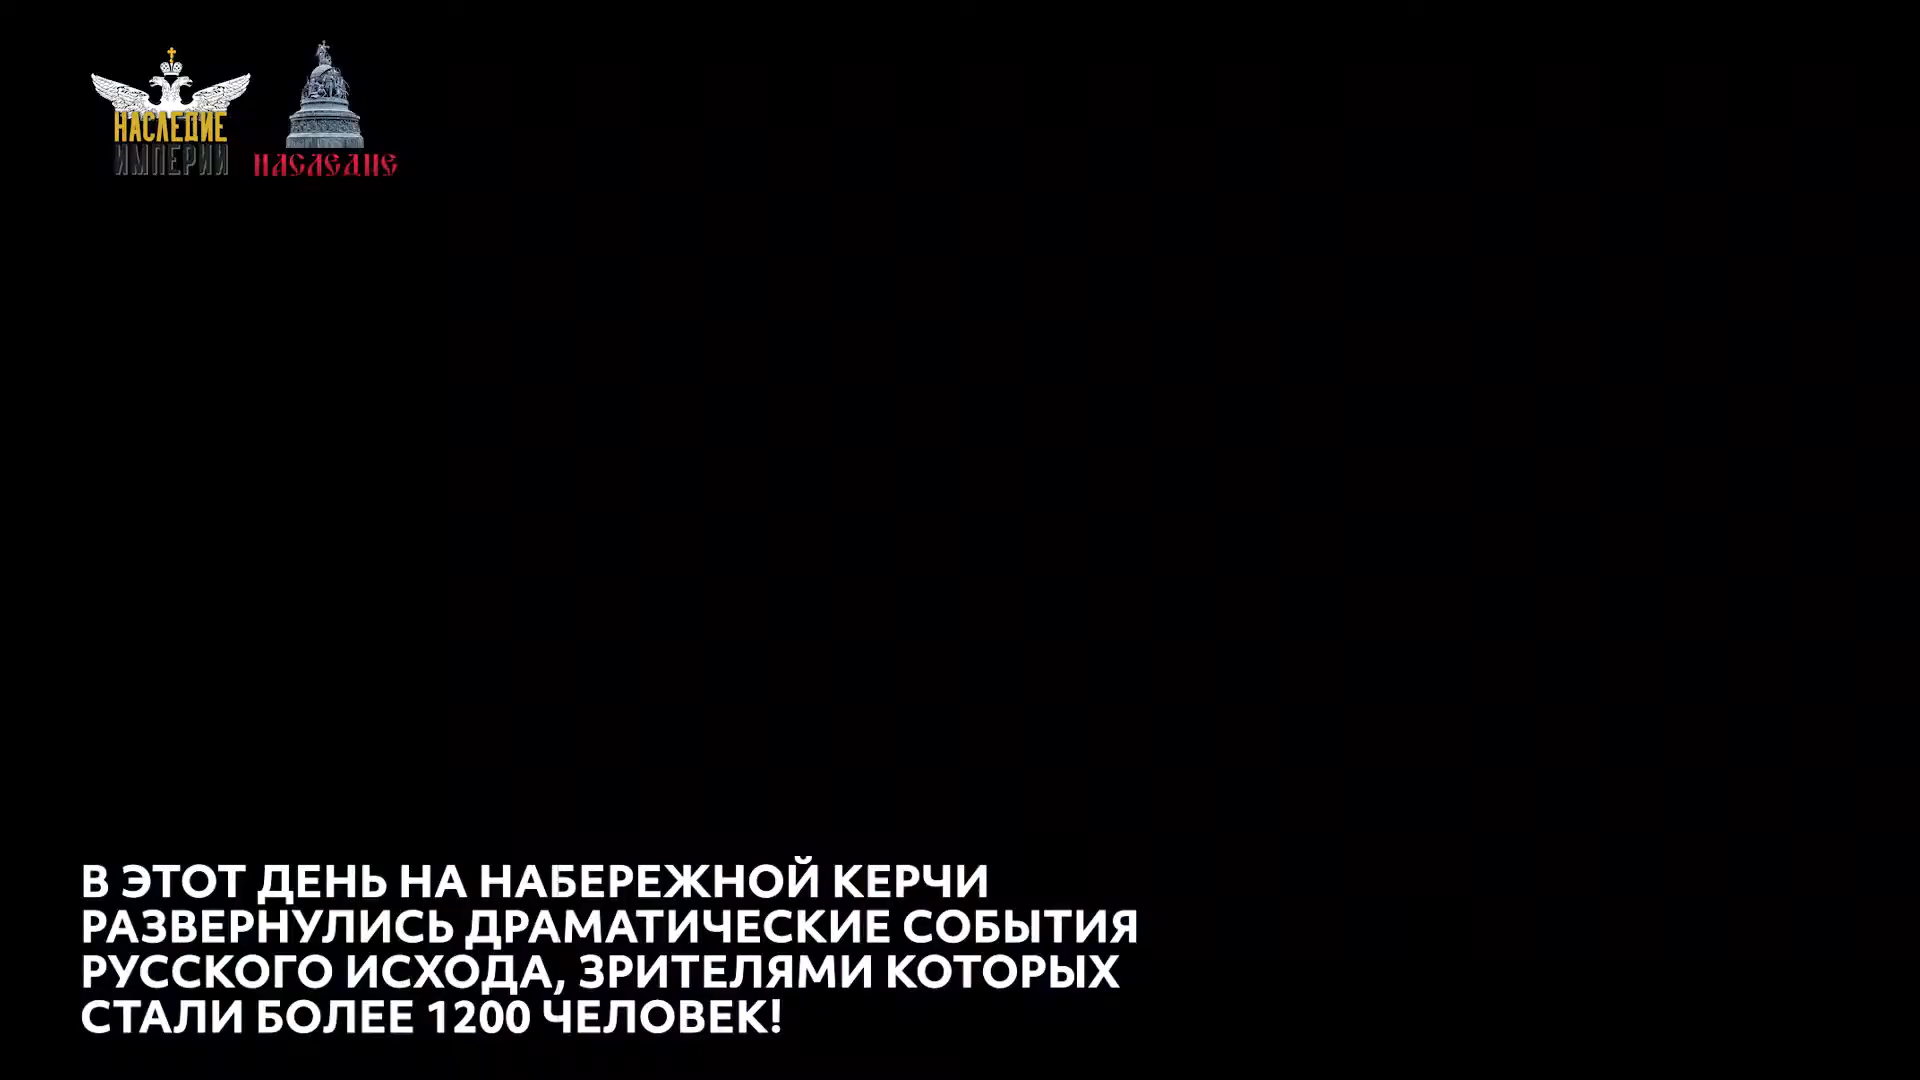 НАСЛЕДИЕ
ИМПЕРИИ
НАСЛЕДИЕ
В ЭТОТ ДЕНЬ НА НАБЕРЕЖНОЙ КЕРЧИ
РАЗВЕРНУЛИСЬ ДРАМАТИЧЕСКИЕ СОБЫТИЯ
РУССКОГО ИСХОДА, ЗРИТЕЛЯМИ КОТОРЫХ
СТАЛИ БОЛЕЕ 1200 ЧЕЛОВЕК!